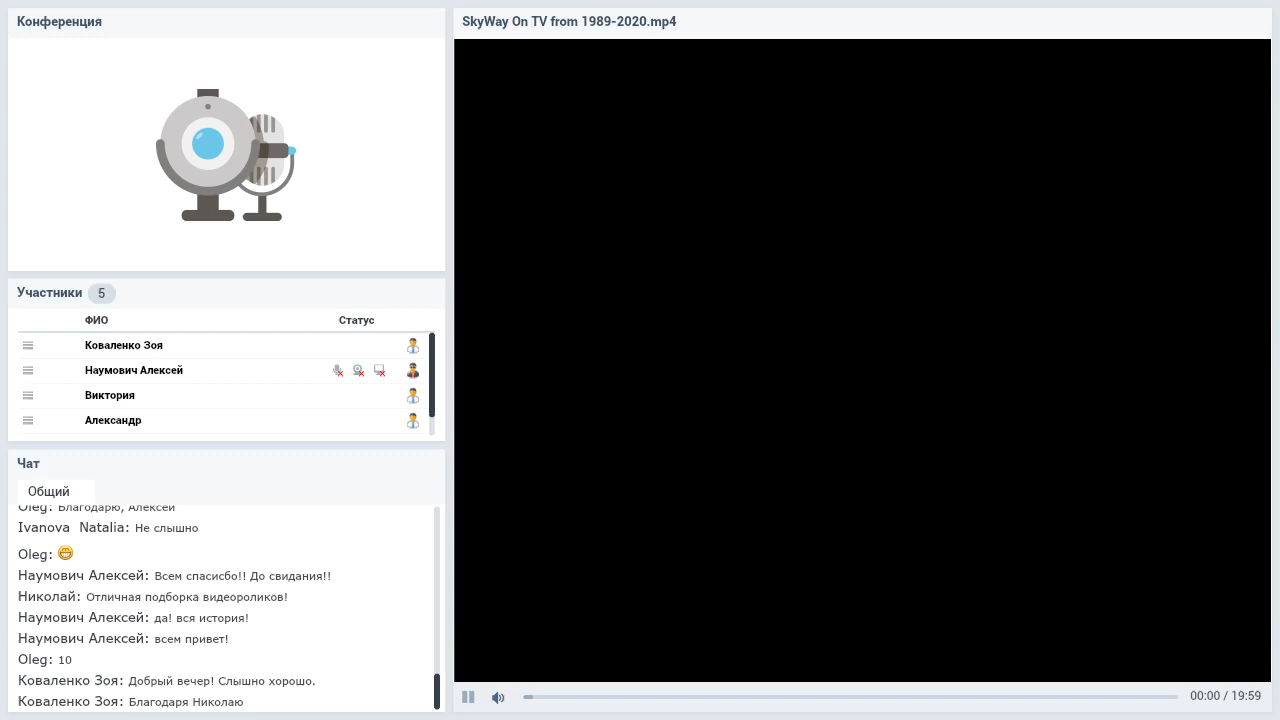 Конференция
SkyWay On TV from 1989-2020.mp4
Участники 5
ФИО Статус
Коваленко Зоя
Наумович Алексей
Виктория
Александр
Чат
Общий
Oleg: Благодарю, Алексей
Ivanova Natalia: Не слышно
Oleg:
Наумович Алексей: Всем спасисбо!! До свидания!!
Николай: Отличная подборка видеороликов!
Наумович Алексей: да! вся история!
Наумович Алексей: всем привет!
Oleg: 10
Коваленко Зоя: Добрый вечер! Слышно хорошо.
Коваленко Зоя: Благодаря Николаю
00:00 / 19:59